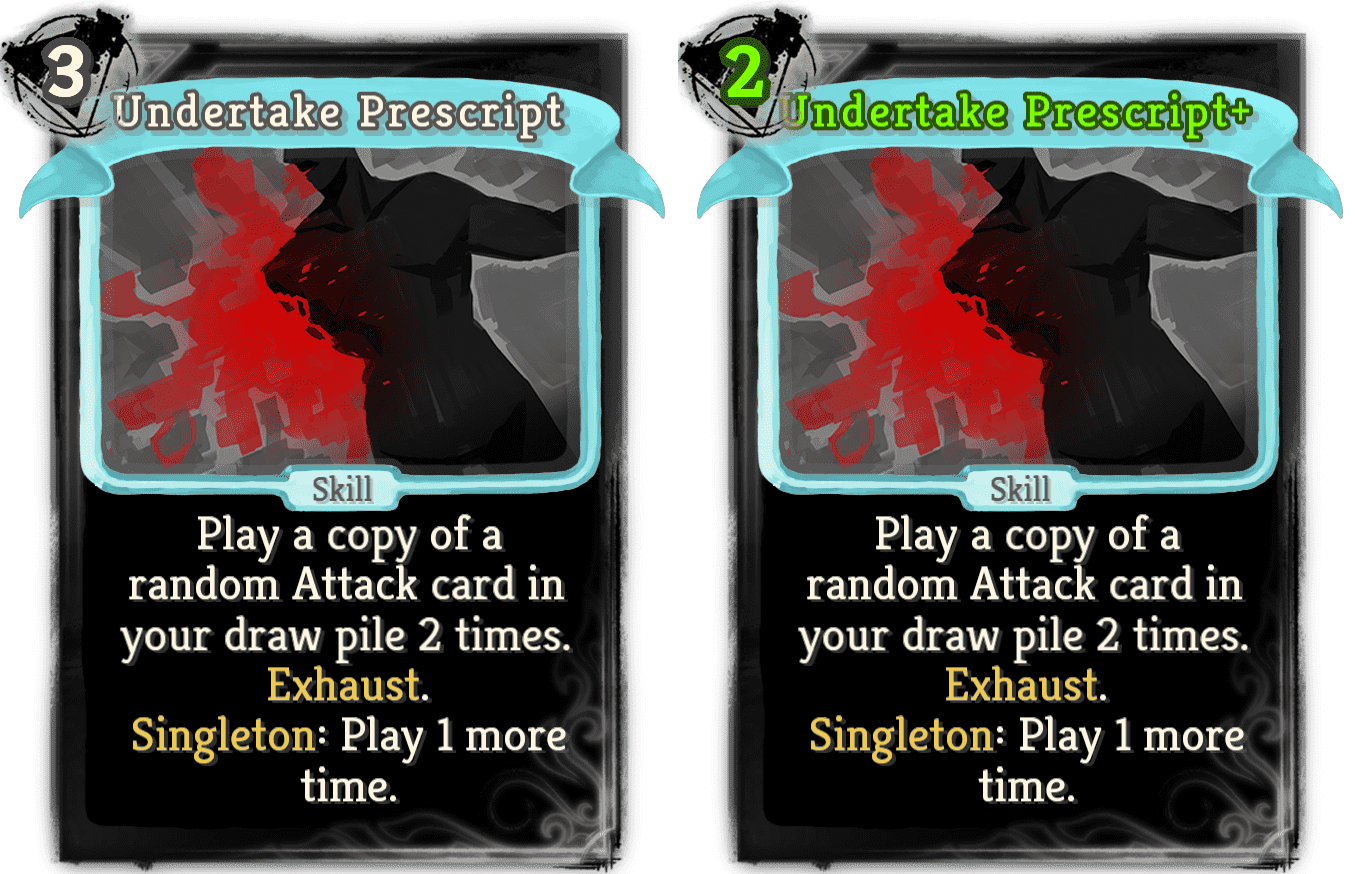 3
Undertake Prescript
Skill
Play a copy of a
random Attack card in
your draw pile 2 times.
Exhaust.
Singleton: Play 1 more
time.
2
Undertake Prescript+
Skill
Play a copy of a
random Attack card in
your draw pile 2 times.
Exhaust.
Singleton: Play 1 more
time.